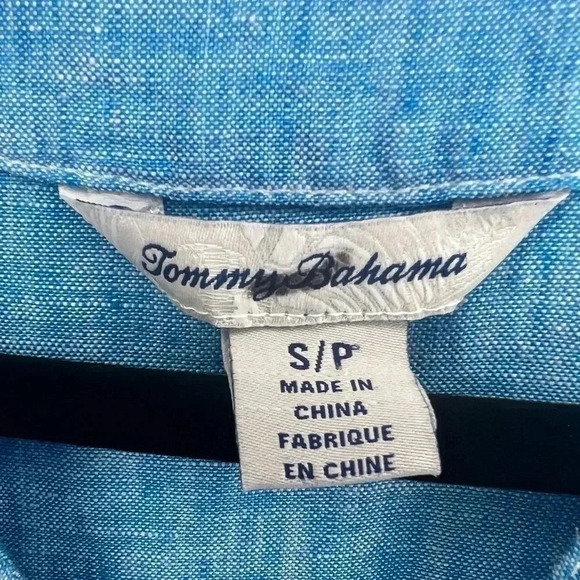 Tommy Bahama
S/P
MADE IN
CHINA
FABRIQUE
EN CHINE